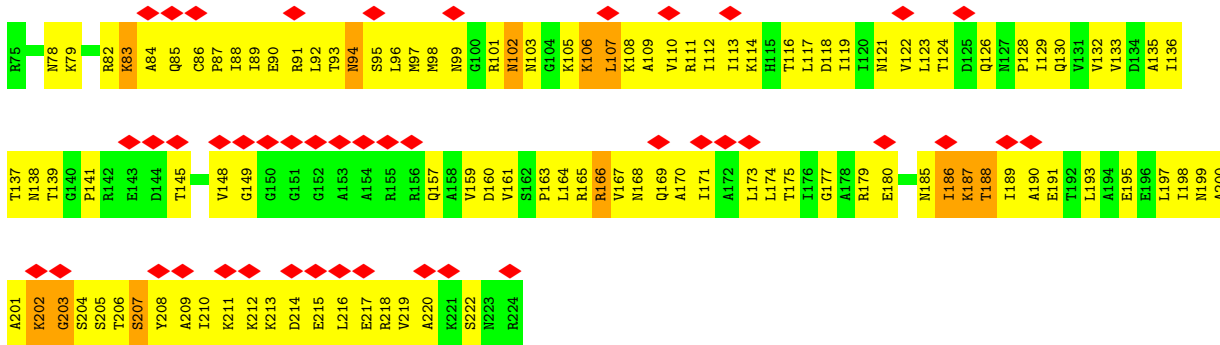 R75 N78 K79 R82 K83 A84 Q85 C86 P87 I88 I89 E90 R91 L92 T93 N94 S95 L96 M97 M98 N99 G100 R101 N102 N103 G104 K105 K106 L107 K108 A109 V110 R111 I112 I113 K114 H115 T116 L117 D118 I119 I120 N121 V122 L123 T124 D125 Q126 N127 P128 I129 Q130 V131 V132 V133 D134 A135 I136
T137 N138 T139 G140 P141 R142 E143 D144 T145 V148 G149 G150 G151 G152 A153 A154 R155 R156 Q157 A158 V159 D160 V161 S162 P163 L164 R165 R166 V167 N168 Q169 A170 I171 A172 L173 L174 T175 I176 G177 A178 R179 E180 N185 I186 K187 T188 I189 A190 E191 T192 L193 A194 E195 E196 L197 I198 N199 A200
A201 K202 G203 S204 S205 T206 S207 Y208 A209 I210 K211 K212 K213 D214 E215 L216 E217 R218 V219 A220 K221 S222 N223 R224